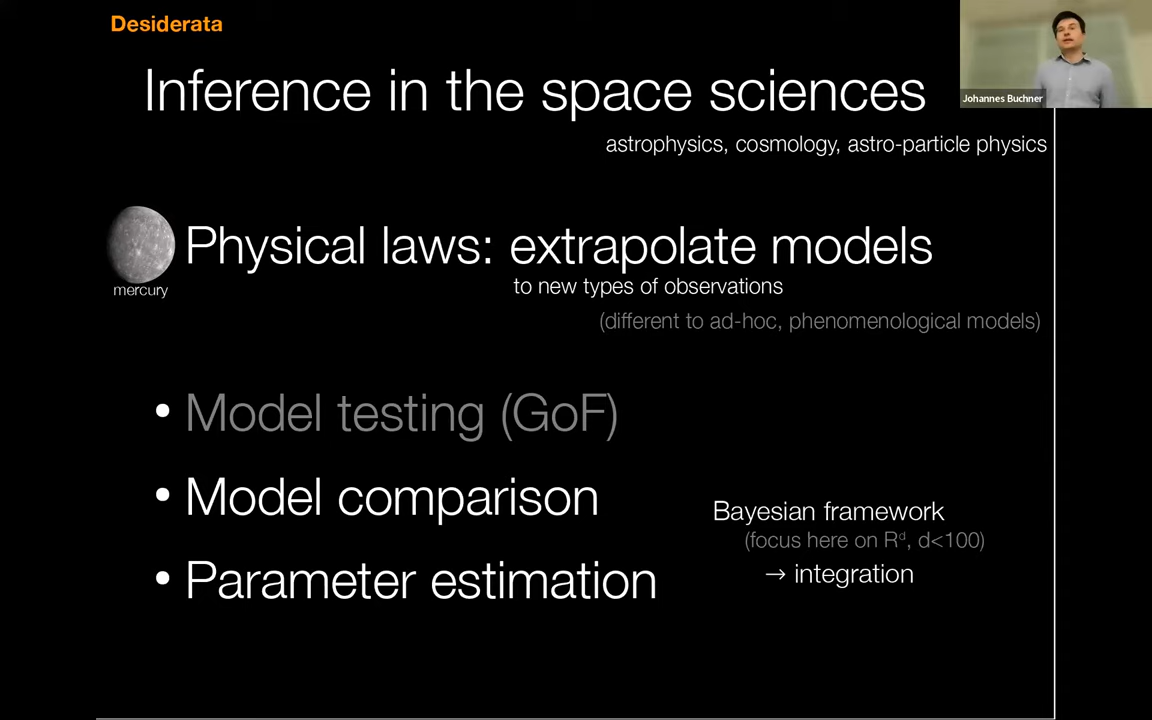 Desiderata
Inference in the space sciences
Johannes Buchner
astrophysics, cosmology, astro-particle physics
Physical laws: extrapolate models
mercury
to new types of observations
(different to ad-hoc, phenomenological models)
• Model testing (GoF)
• Model comparison
Bayesian framework
(focus here on Rᵈ, d<100)
→ integration
• Parameter estimation